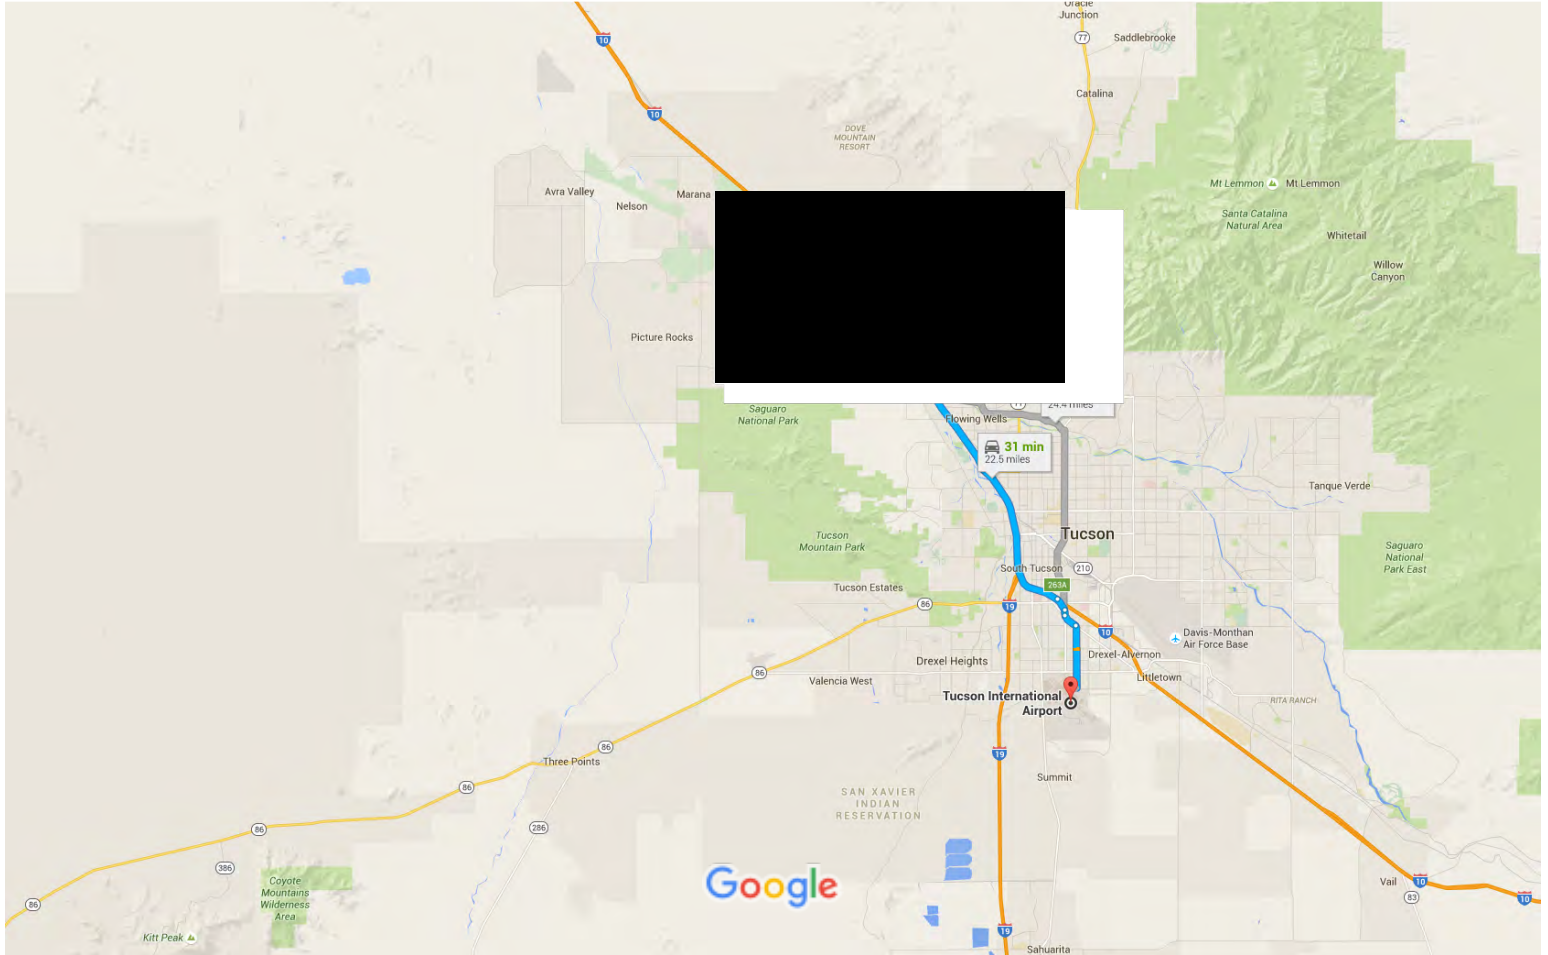 Oracle
Junction
77
Saddlebrooke
10
Catalina
10
DOVE
MOUNTAIN
RESORT
Avra Valley
Marana
Nelson
Mt Lemmon
Mt Lemmon
Santa Catalina
Natural Area
Whitetail
Willow
Canyon
Picture Rocks
Saguaro
National Park
77
24.4 miles
Flowing Wells
31 min
22.5 miles
Tanque Verde
Tucson
Mountain Park
Tucson
Saguaro
National
Park East
South Tucson
210
263A
Tucson Estates
86
19
10
Davis-Monthan
Air Force Base
Drexel Heights
Drexel-Alvernon
86
Valencia West
Littletown
Tucson International
Airport
RITA RANCH
86
19
Three Points
Summit
86
SAN XAVIER
INDIAN
RESERVATION
86
286
386
Google
Coyote
Mountains
Wilderness
Area
Vail
10
83
10
86
Kitt Peak
19
Sahuarita